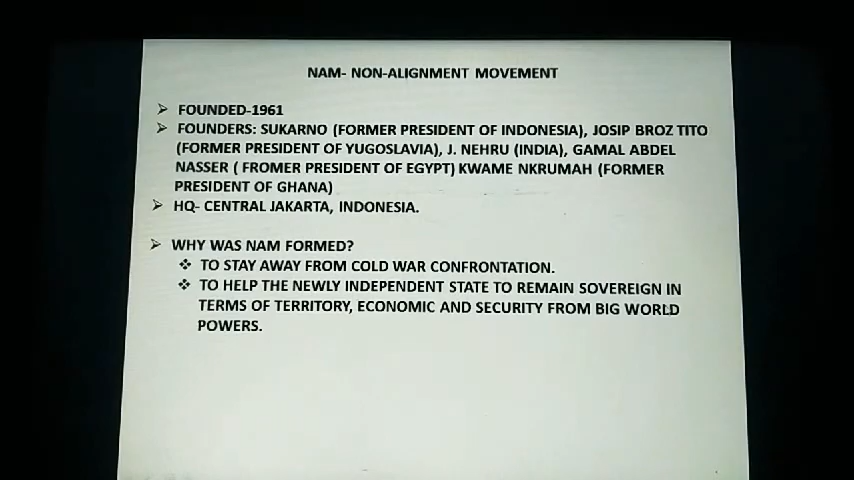 NAM- NON-ALIGNMENT MOVEMENT
➢ FOUNDED-1961
➢ FOUNDERS: SUKARNO (FORMER PRESIDENT OF INDONESIA), JOSIP BROZ TITO
(FORMER PRESIDENT OF YUGOSLAVIA), J. NEHRU (INDIA), GAMAL ABDEL
NASSER ( FROMER PRESIDENT OF EGYPT) KWAME NKRUMAH (FORMER
PRESIDENT OF GHANA)
➢ HQ- CENTRAL JAKARTA, INDONESIA.
➢ WHY WAS NAM FORMED?
❖ TO STAY AWAY FROM COLD WAR CONFRONTATION.
❖ TO HELP THE NEWLY INDEPENDENT STATE TO REMAIN SOVEREIGN IN
TERMS OF TERRITORY, ECONOMIC AND SECURITY FROM BIG WORLD
POWERS.